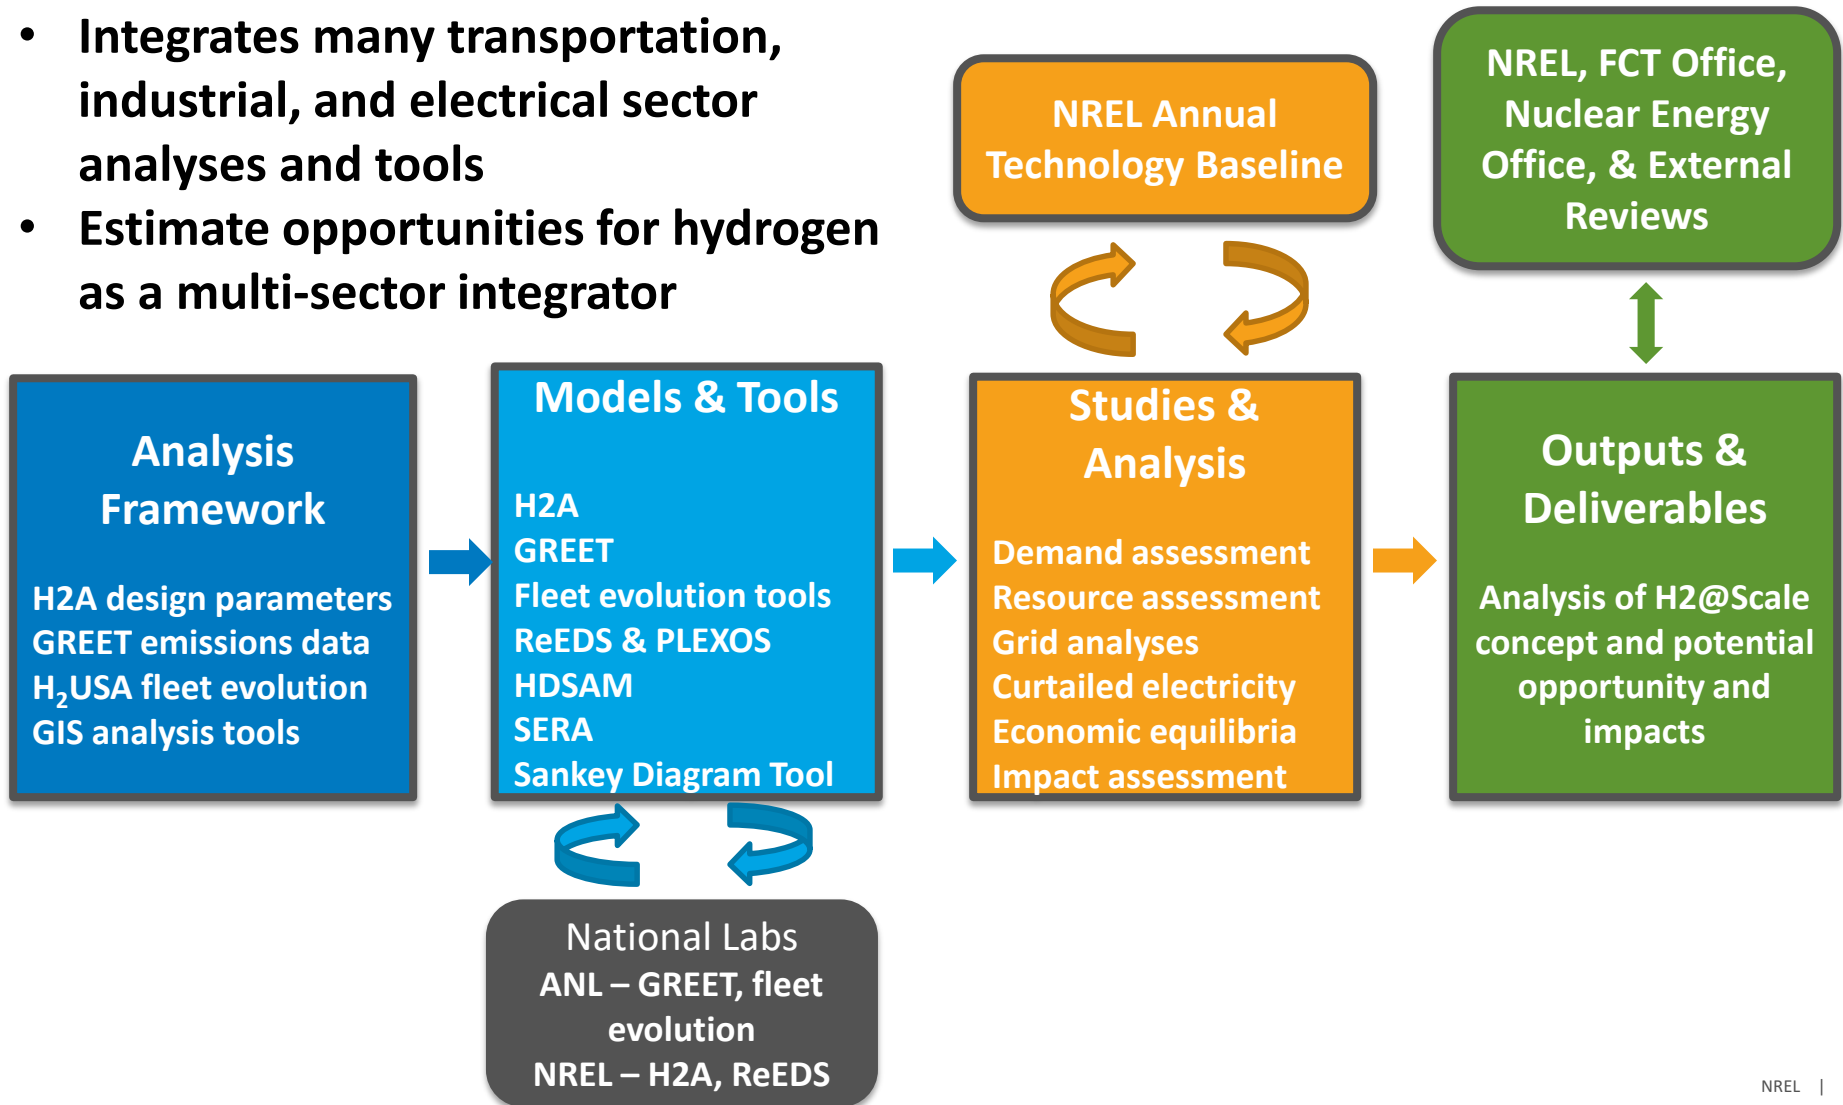 • Integrates many transportation,
industrial, and electrical sector
analyses and tools
• Estimate opportunities for hydrogen
as a multi-sector integrator
NREL Annual
Technology Baseline
NREL, FCT Office,
Nuclear Energy
Office, & External
Reviews
Analysis
Framework
H2A design parameters
GREET emissions data
H₂USA fleet evolution
GIS analysis tools
Models & Tools
H2A
GREET
Fleet evolution tools
ReEDS & PLEXOS
HDSAM
SERA
Sankey Diagram Tool
Studies &
Analysis
Demand assessment
Resource assessment
Grid analyses
Curtailed electricity
Economic equilibria
Impact assessment
Outputs &
Deliverables
Analysis of H2@Scale
concept and potential
opportunity and
impacts
National Labs
ANL – GREET, fleet
evolution
NREL – H2A, ReEDS
NREL |